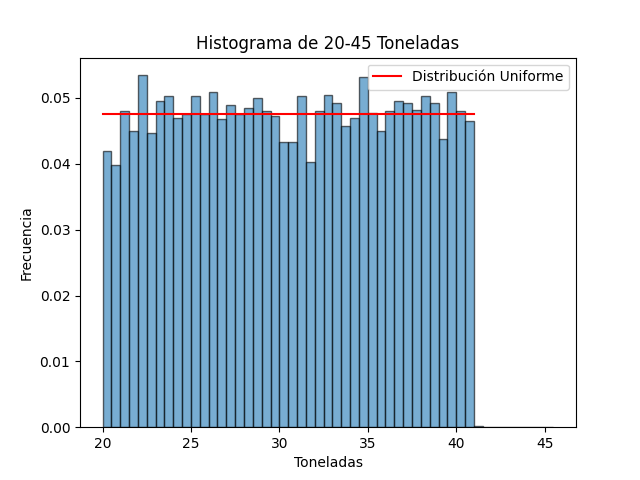 Histograma de 20-45 Toneladas
Distribución Uniforme
Frecuencia
0.05
0.04
0.03
0.02
0.01
0.00
20 25 30 35 40 45
Toneladas